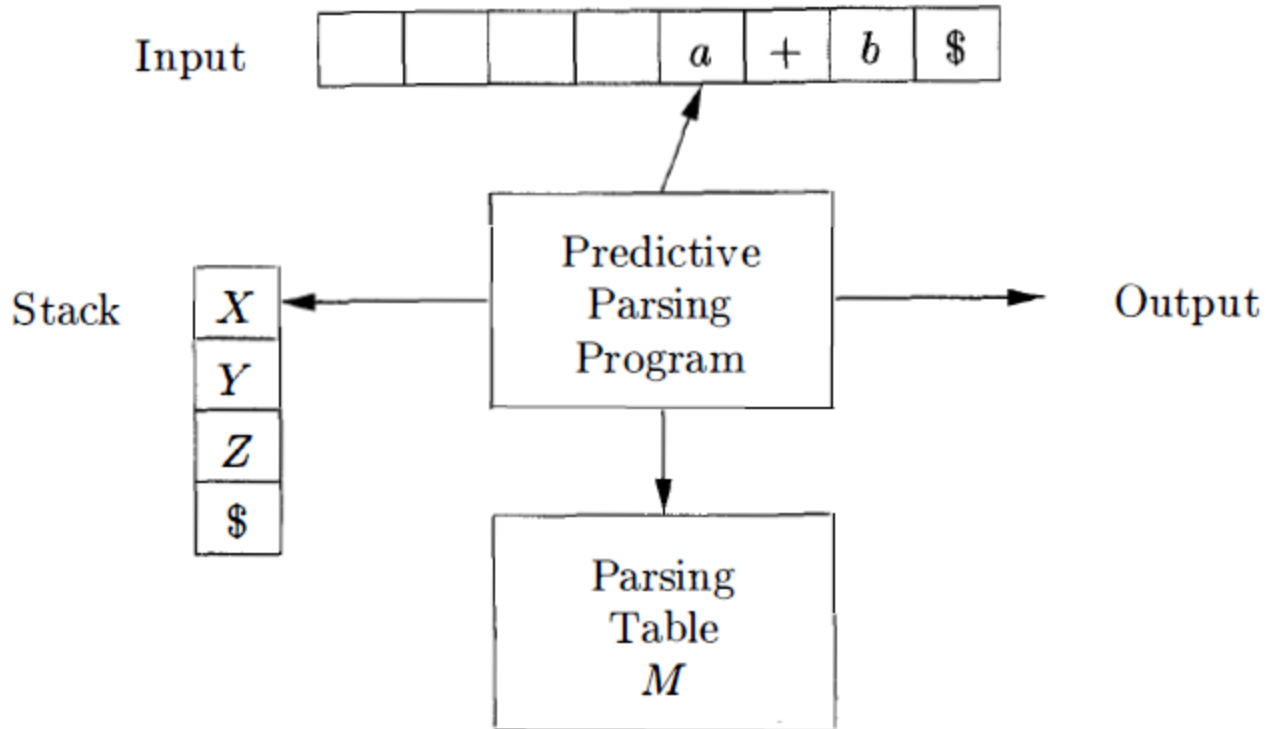 Input
a + b $
Predictive
Parsing
Program
Stack
X
Y
Z
$
Output
Parsing
Table
M